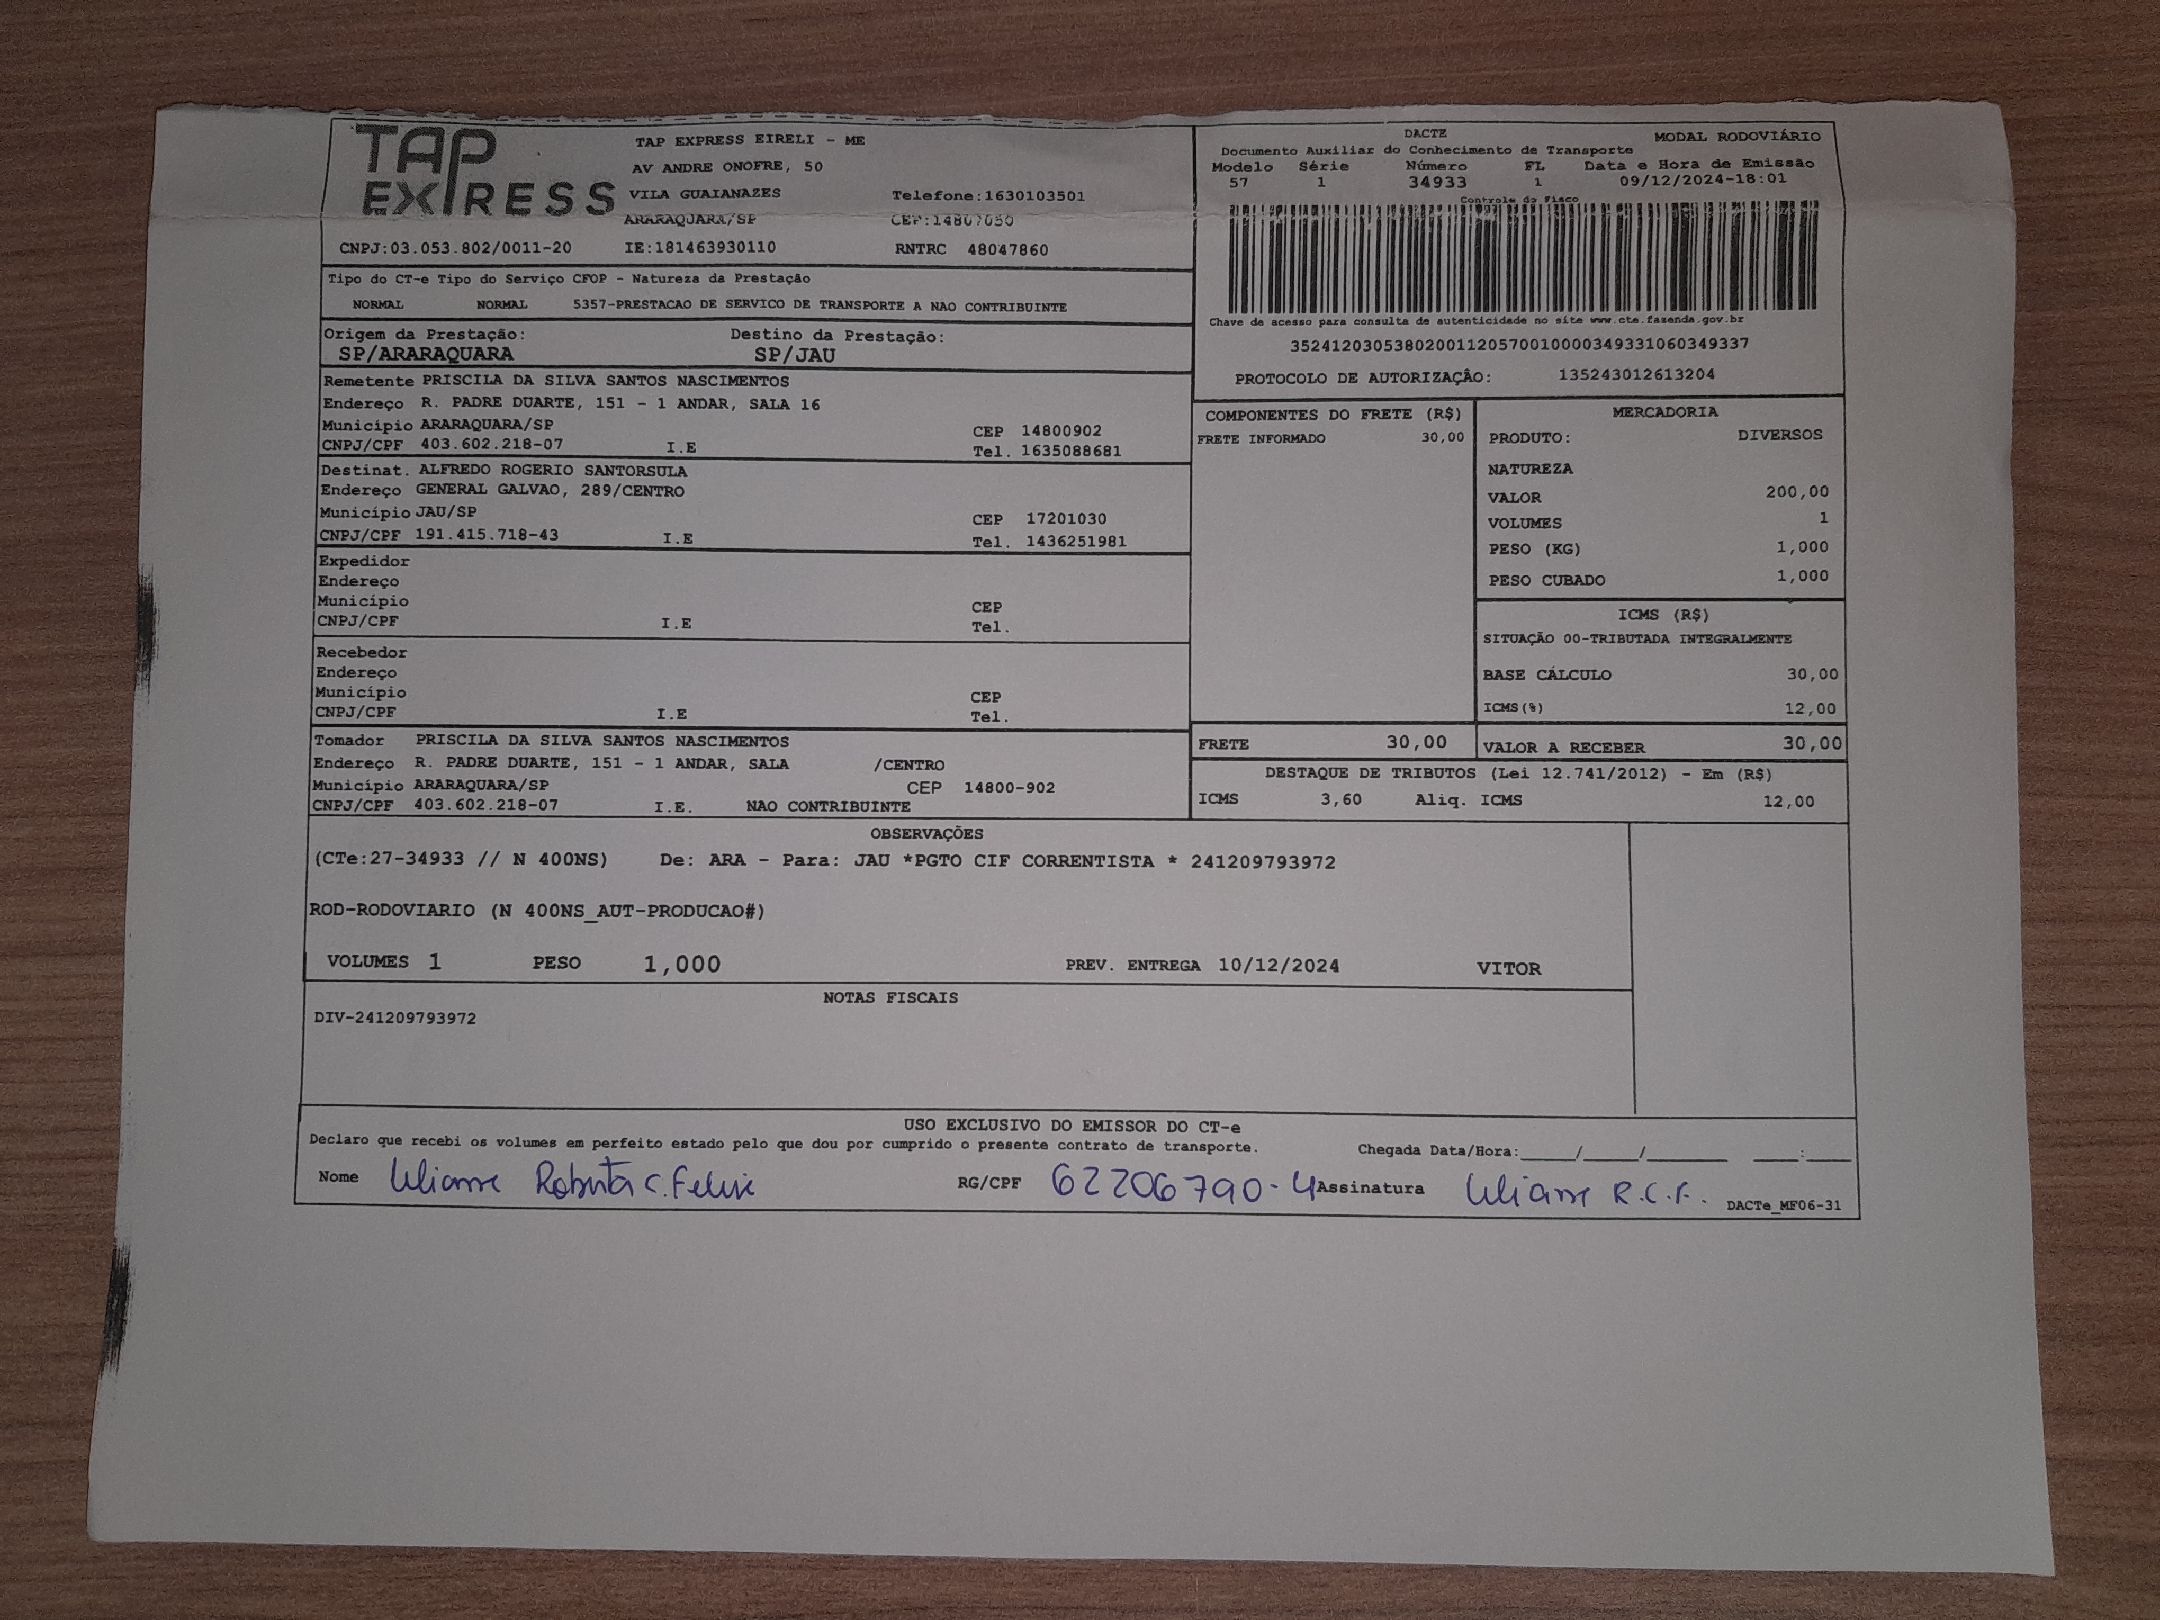 TAP EXPRESS
TAP EXPRESS EIRELI - ME
AV ANDRE ONOFRE, 50
VILA GUAIANAZES Telefone:1630103501
ARARAQUARA/SP CEP:14807050
CNPJ:03.053.802/0011-20 IE:181463930110 RNTRC 48047860
DACTE MODAL RODOVIÁRIO
Documento Auxiliar do Conhecimento de Transporte
Modelo Série Número FL Data e Hora de Emissão
57 1 34933 1 09/12/2024-18:01
Controle do Fisco
Chave de acesso para consulta de autenticidade no site www.cte.fazenda.gov.br
35241203053802001120570010000349331060349337
PROTOCOLO DE AUTORIZAÇÃO: 135243012613204
Tipo do CT-e Tipo do Serviço CFOP - Natureza da Prestação
NORMAL NORMAL 5357-PRESTACAO DE SERVICO DE TRANSPORTE A NAO CONTRIBUINTE
Origem da Prestação: Destino da Prestação:
SP/ARARAQUARA SP/JAU
Remetente PRISCILA DA SILVA SANTOS NASCIMENTOS
Endereço R. PADRE DUARTE, 151 - 1 ANDAR, SALA 16
Município ARARAQUARA/SP CEP 14800902
CNPJ/CPF 403.602.218-07 I.E Tel. 1635088681
Destinat. ALFREDO ROGERIO SANTORSULA
Endereço GENERAL GALVAO, 289/CENTRO
Município JAU/SP CEP 17201030
CNPJ/CPF 191.415.718-43 I.E Tel. 1436251981
Expedidor
Endereço
Município CEP
CNPJ/CPF I.E Tel.
Recebedor
Endereço
Município CEP
CNPJ/CPF I.E Tel.
Tomador PRISCILA DA SILVA SANTOS NASCIMENTOS
Endereço R. PADRE DUARTE, 151 - 1 ANDAR, SALA /CENTRO
Município ARARAQUARA/SP CEP 14800-902
CNPJ/CPF 403.602.218-07 I.E. NAO CONTRIBUINTE
COMPONENTES DO FRETE (R$)
FRETE INFORMADO 30,00
MERCADORIA
PRODUTO: DIVERSOS
NATUREZA
VALOR 200,00
VOLUMES 1
PESO (KG) 1,000
PESO CUBADO 1,000
ICMS (R$)
SITUAÇÃO 00-TRIBUTADA INTEGRALMENTE
BASE CÁLCULO 30,00
ICMS(%) 12,00
FRETE 30,00 VALOR A RECEBER 30,00
DESTAQUE DE TRIBUTOS (Lei 12.741/2012) - Em (R$)
ICMS 3,60 Aliq. ICMS 12,00
OBSERVAÇÕES
(CTe:27-34933 // N 400NS) De: ARA - Para: JAU *PGTO CIF CORRENTISTA * 241209793972
ROD-RODOVIARIO (N 400NS_AUT-PRODUCAO#)
VOLUMES 1 PESO 1,000 PREV. ENTREGA 10/12/2024 VITOR
NOTAS FISCAIS
DIV-241209793972
USO EXCLUSIVO DO EMISSOR DO CT-e
Declaro que recebi os volumes em perfeito estado pelo que dou por cumprido o presente contrato de transporte. Chegada Data/Hora:_____/_____/_______ ____:____
Nome Liliane Roberta C. Felix RG/CPF 62206790-4 Assinatura Liliane R.C.F.
DACTe_MF06-31